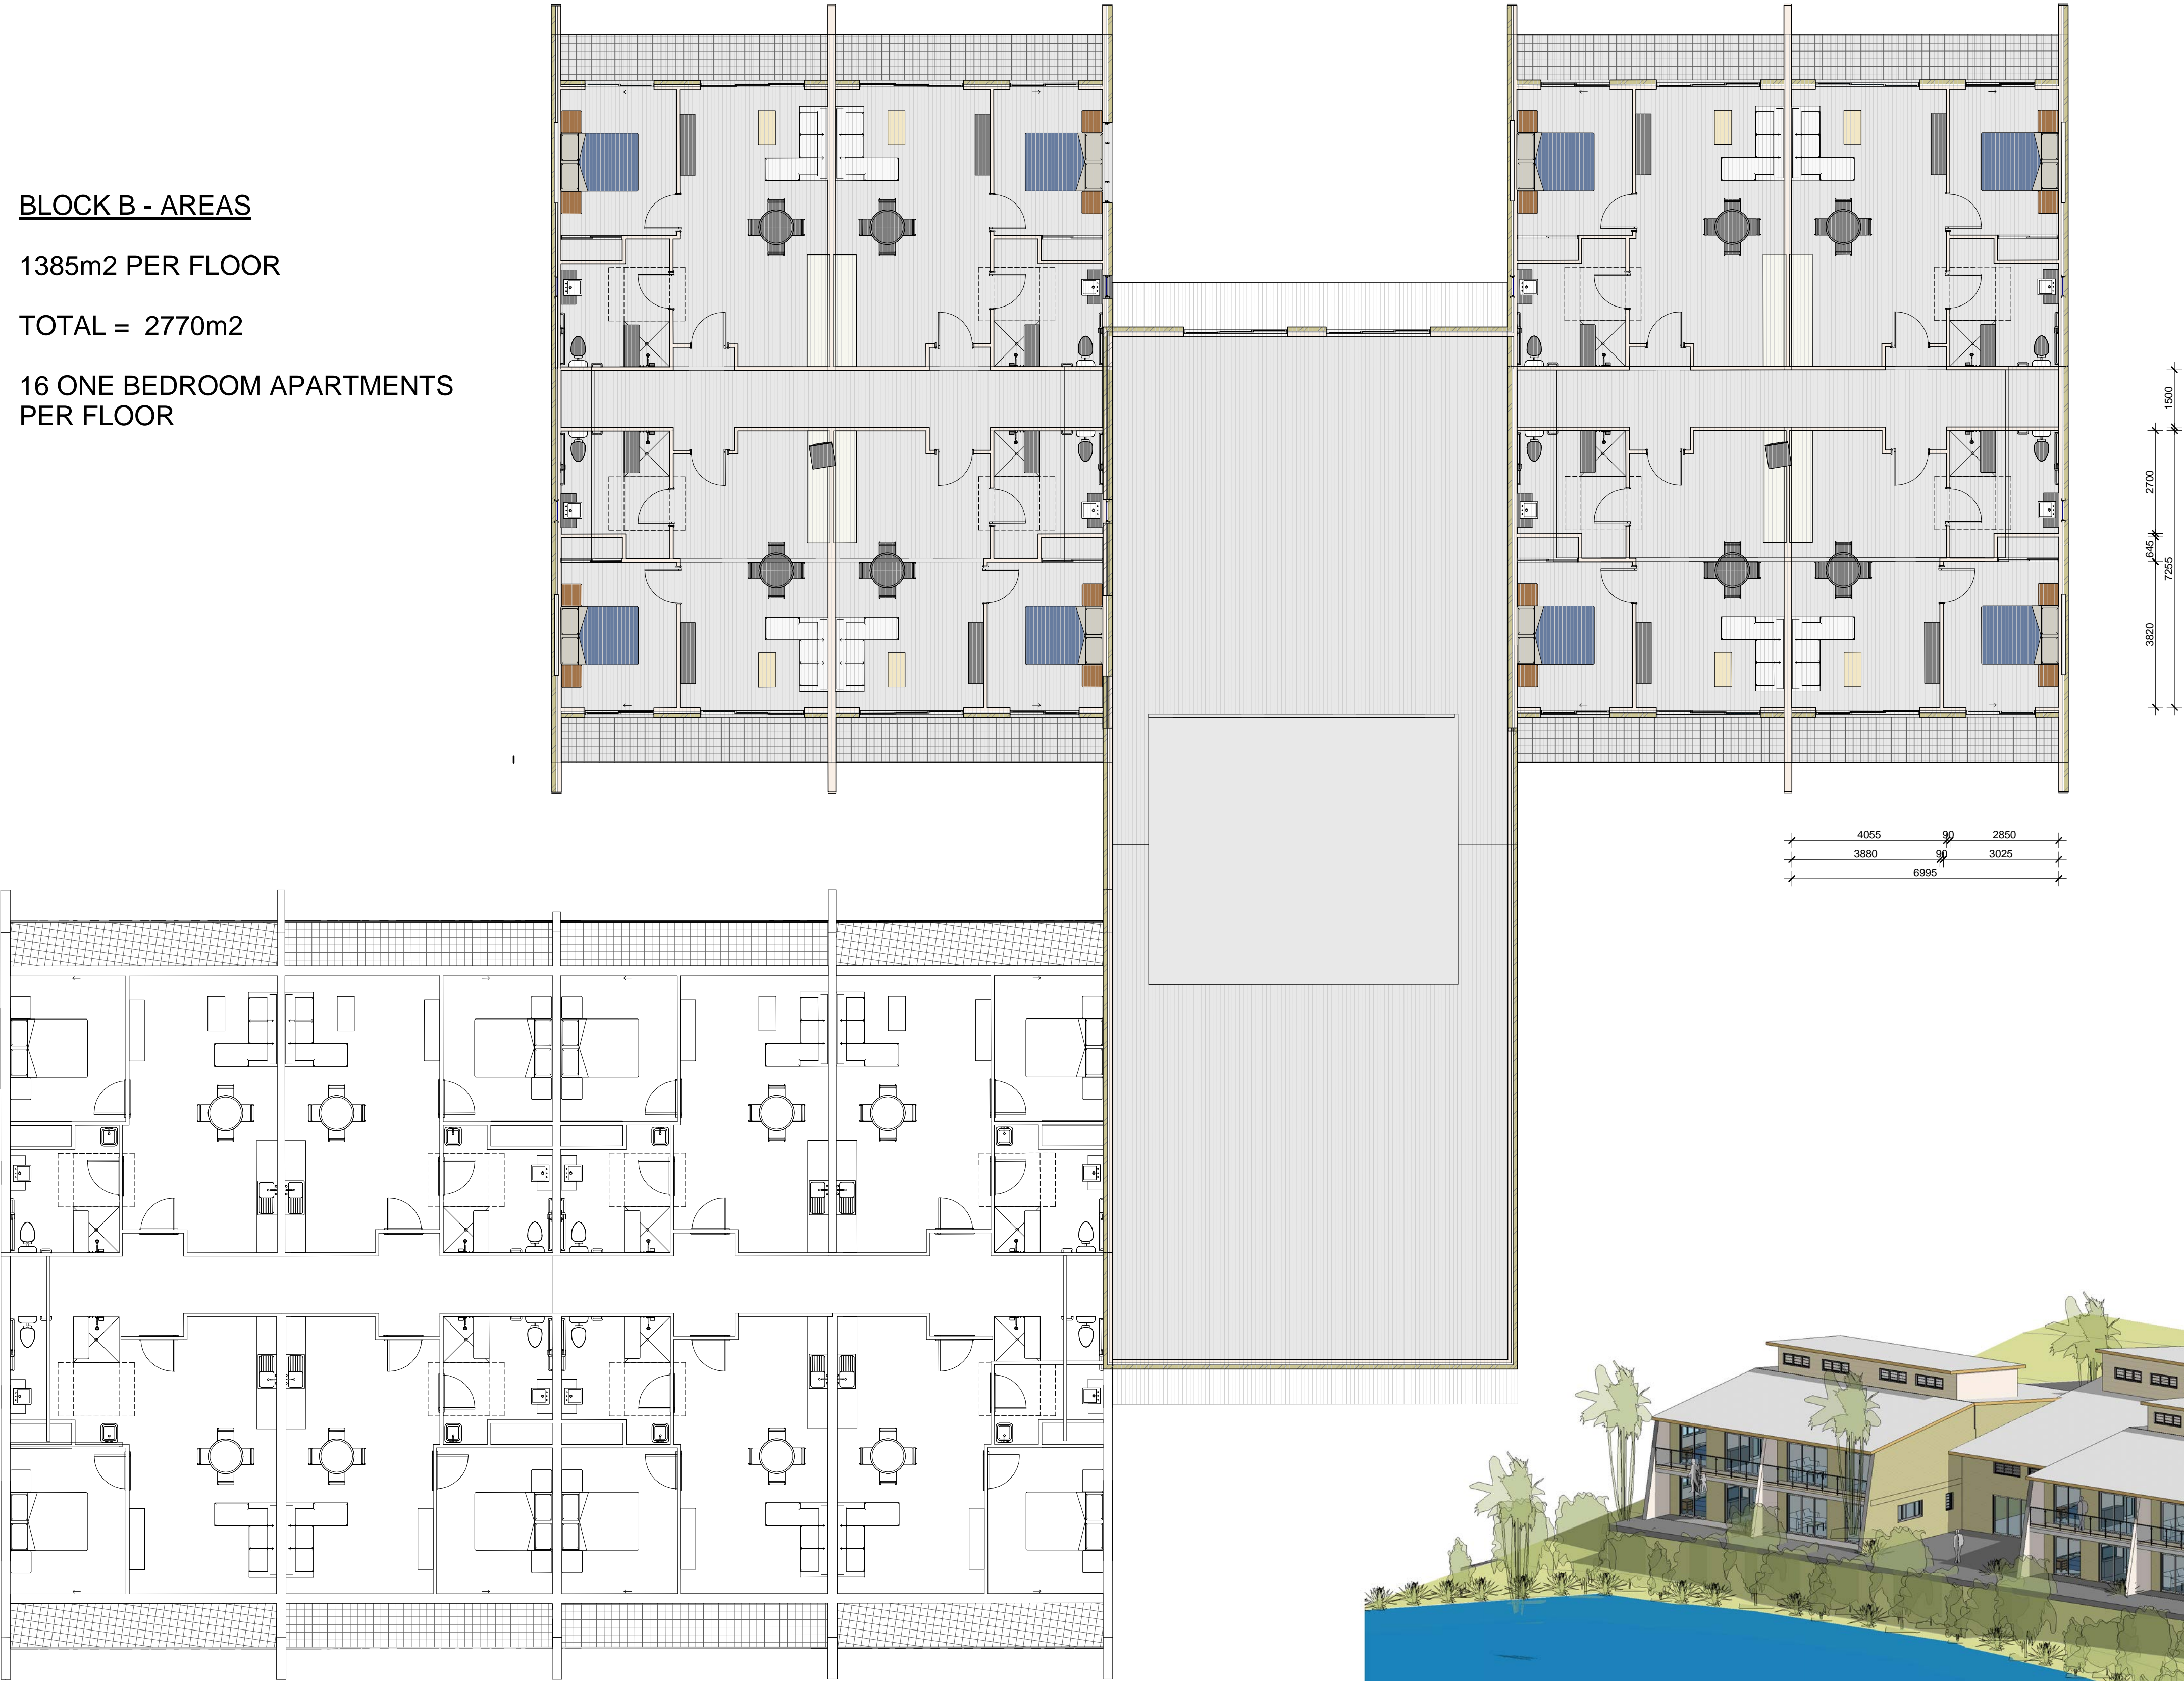 BLOCK B - AREAS
1385m2 PER FLOOR
TOTAL = 2770m2
16 ONE BEDROOM APARTMENTS
PER FLOOR
1500
2700
645
7255
3820
4055 90 2850
3880 90 3025
6995